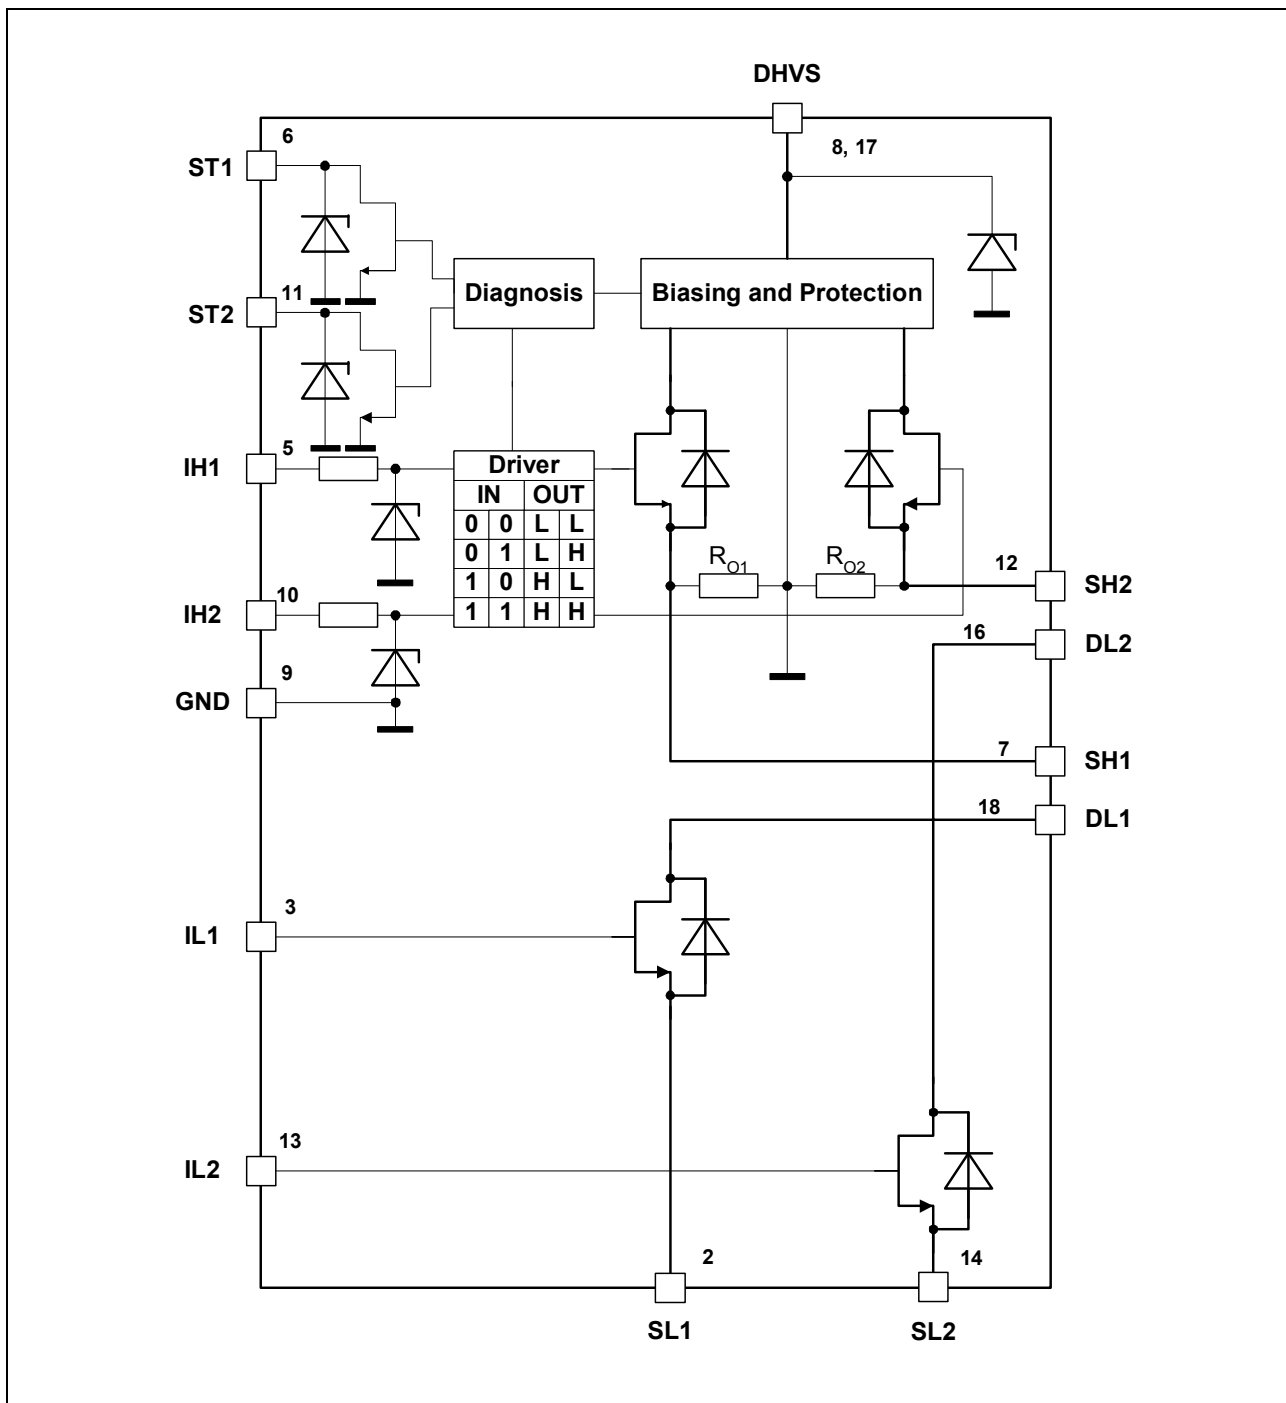 DHVS
8, 17
6
ST1
11
ST2
Diagnosis
Biasing and Protection
5
IH1
Driver
IN OUT
0 0 L L
0 1 L H
1 0 H L
1 1 H H
RO1
RO2
12
SH2
10
IH2
16
DL2
9
GND
7
SH1
18
DL1
3
IL1
13
IL2
2
14
SL1
SL2